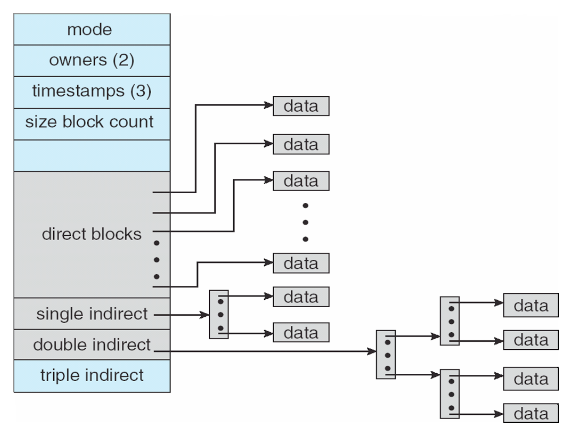 mode
owners (2)
timestamps (3)
size block count
data
data
data
direct blocks
data
data
single indirect
data
data
double indirect
data
triple indirect
data
data